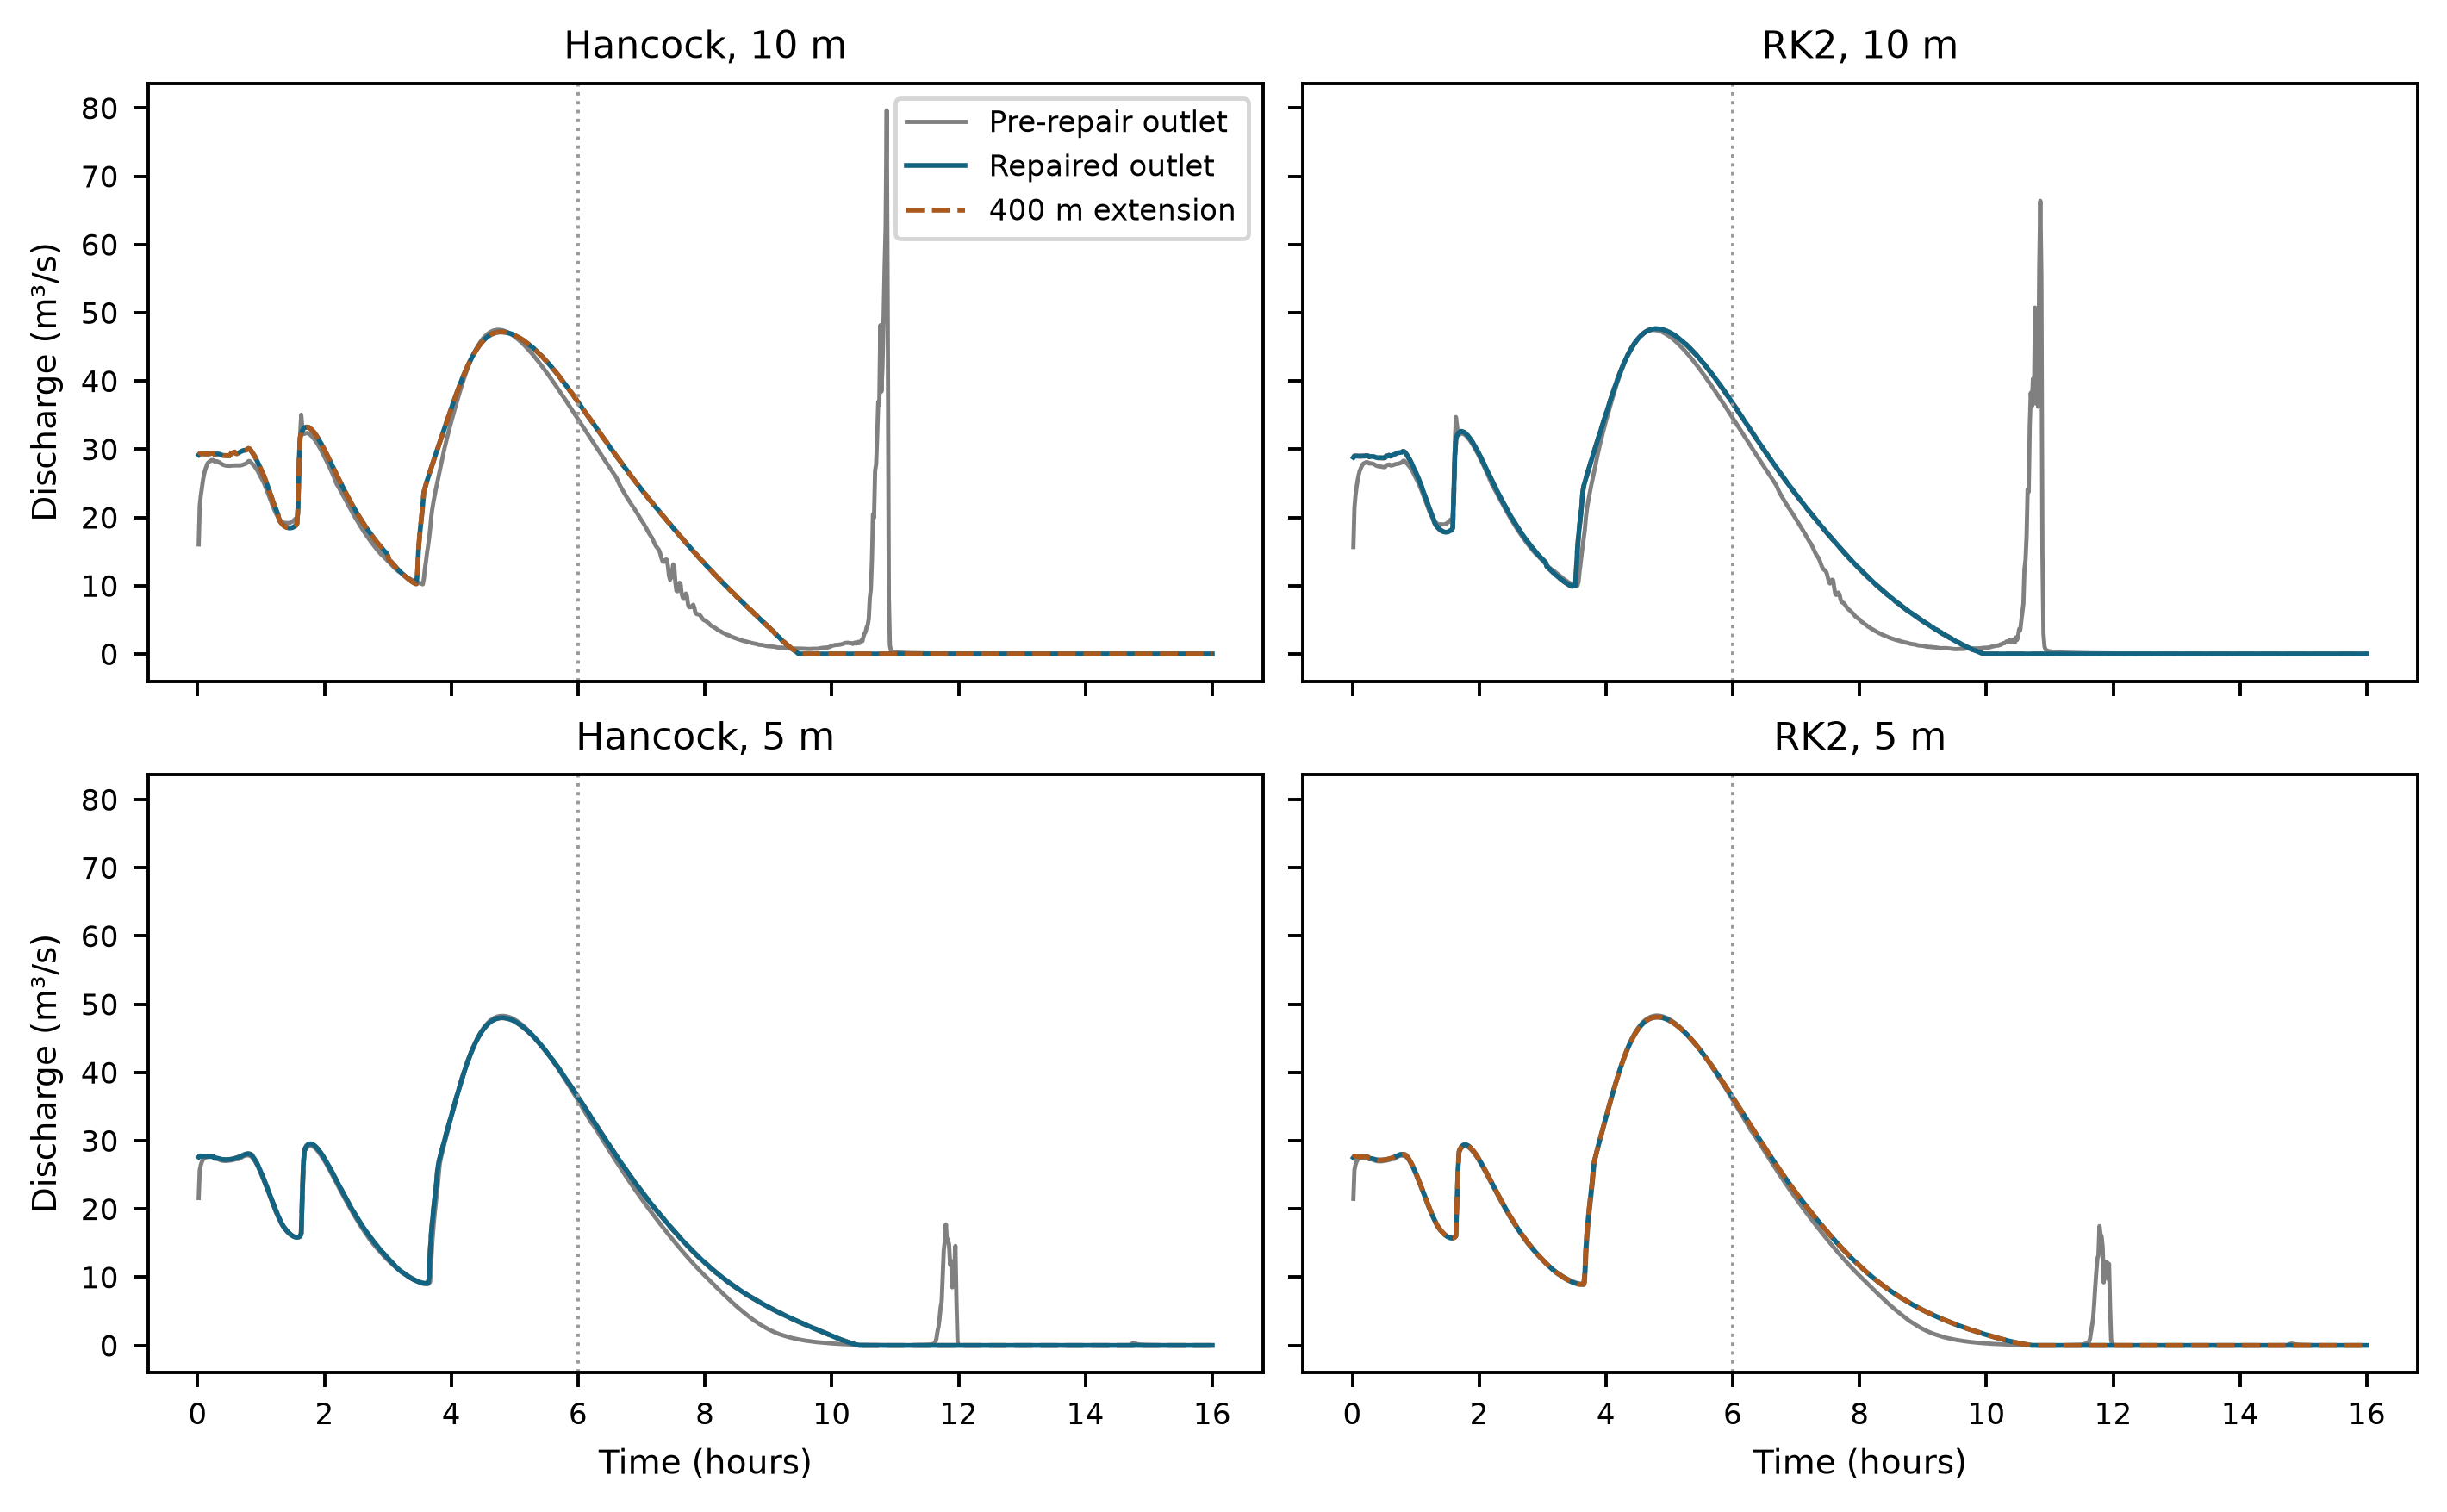 Hancock, 10 m
RK2, 10 m
Discharge (m³/s)
80
70
60
50
40
30
20
10
0
Pre-repair outlet
Repaired outlet
400 m extension
Hancock, 5 m
RK2, 5 m
Discharge (m³/s)
80
70
60
50
40
30
20
10
0
0 2 4 6 8 10 12 14 16
0 2 4 6 8 10 12 14 16
Time (hours)
Time (hours)